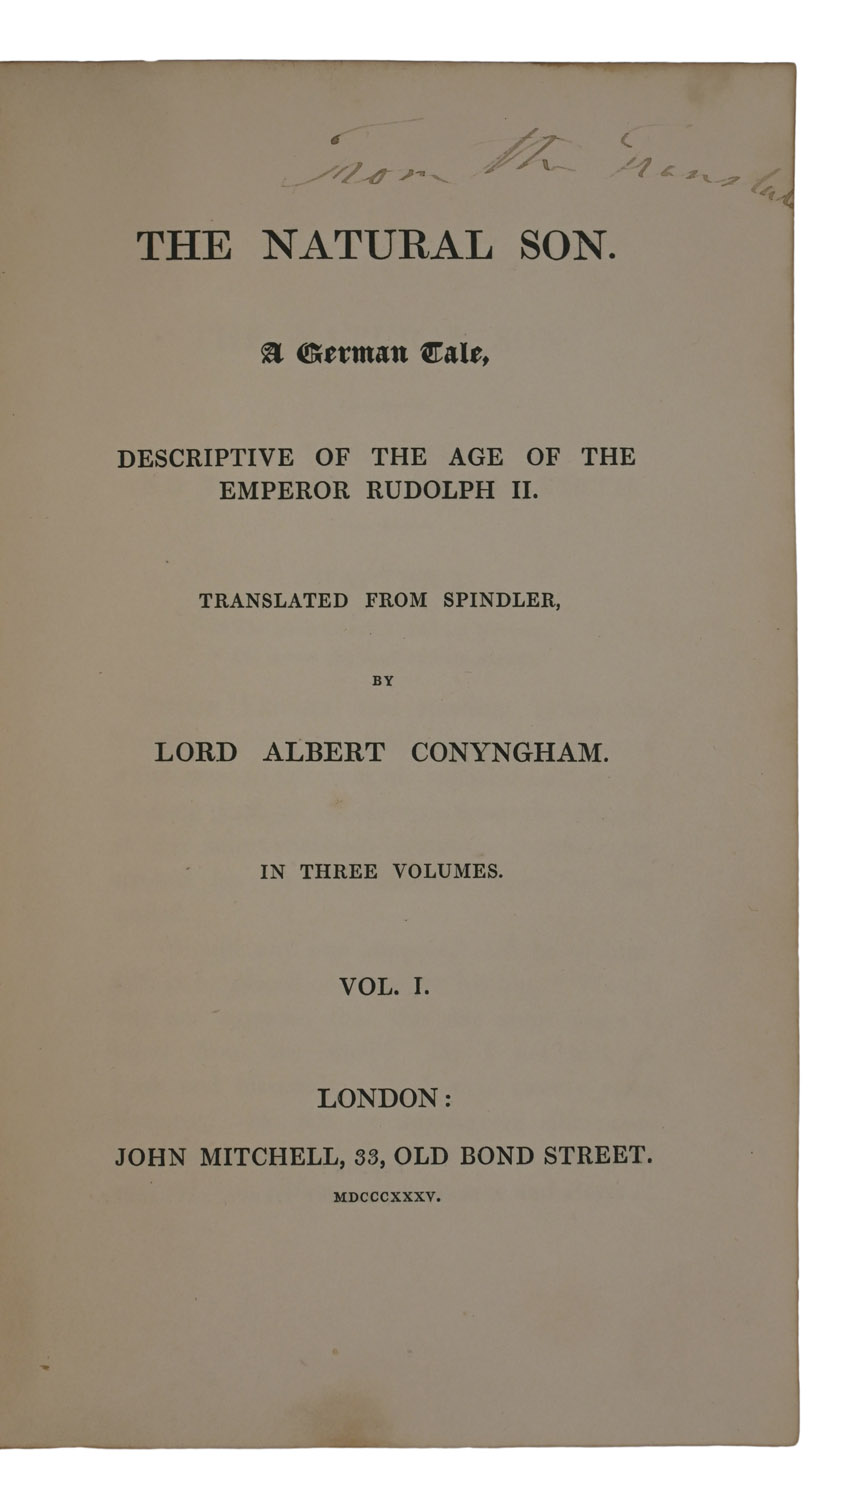 From the Translat
THE NATURAL SON.
A German Tale,
DESCRIPTIVE OF THE AGE OF THE
EMPEROR RUDOLPH II.
TRANSLATED FROM SPINDLER,
BY
LORD ALBERT CONYNGHAM.
IN THREE VOLUMES.
VOL. I.
LONDON:
JOHN MITCHELL, 33, OLD BOND STREET.
MDCCCXXXV.